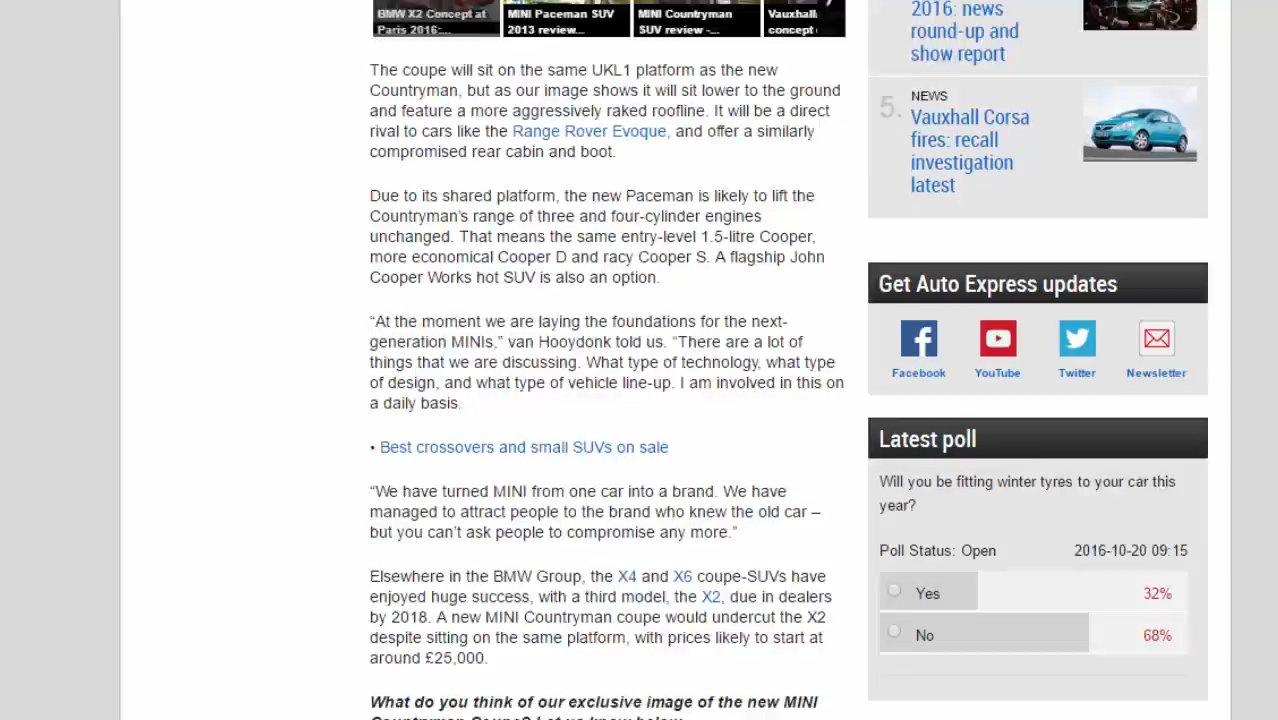 BMW X2 Concept at
Paris 2016:...
MINI Paceman SUV
2013 review...
MINI Countryman
SUV review -...
Vauxhall
concept
The coupe will sit on the same UKL1 platform as the new
Countryman, but as our image shows it will sit lower to the ground
and feature a more aggressively raked roofline. It will be a direct
rival to cars like the Range Rover Evoque, and offer a similarly
compromised rear cabin and boot.
Due to its shared platform, the new Paceman is likely to lift the
Countryman’s range of three and four-cylinder engines
unchanged. That means the same entry-level 1.5-litre Cooper,
more economical Cooper D and racy Cooper S. A flagship John
Cooper Works hot SUV is also an option.
“At the moment we are laying the foundations for the next-
generation MINIs,” van Hooydonk told us. “There are a lot of
things that we are discussing. What type of technology, what type
of design, and what type of vehicle line-up. I am involved in this on
a daily basis.
• Best crossovers and small SUVs on sale
“We have turned MINI from one car into a brand. We have
managed to attract people to the brand who knew the old car –
but you can’t ask people to compromise any more.”
Elsewhere in the BMW Group, the X4 and X6 coupe-SUVs have
enjoyed huge success, with a third model, the X2, due in dealers
by 2018. A new MINI Countryman coupe would undercut the X2
despite sitting on the same platform, with prices likely to start at
around £25,000.
What do you think of our exclusive image of the new MINI
Countryman Coupe? Let us know below
2016: news
round-up and
show report
5.
NEWS
Vauxhall Corsa
fires: recall
investigation
latest
Get Auto Express updates
Facebook
YouTube
Twitter
Newsletter
Latest poll
Will you be fitting winter tyres to your car this
year?
Poll Status: Open
2016-10-20 09:15
Yes
32%
No
68%